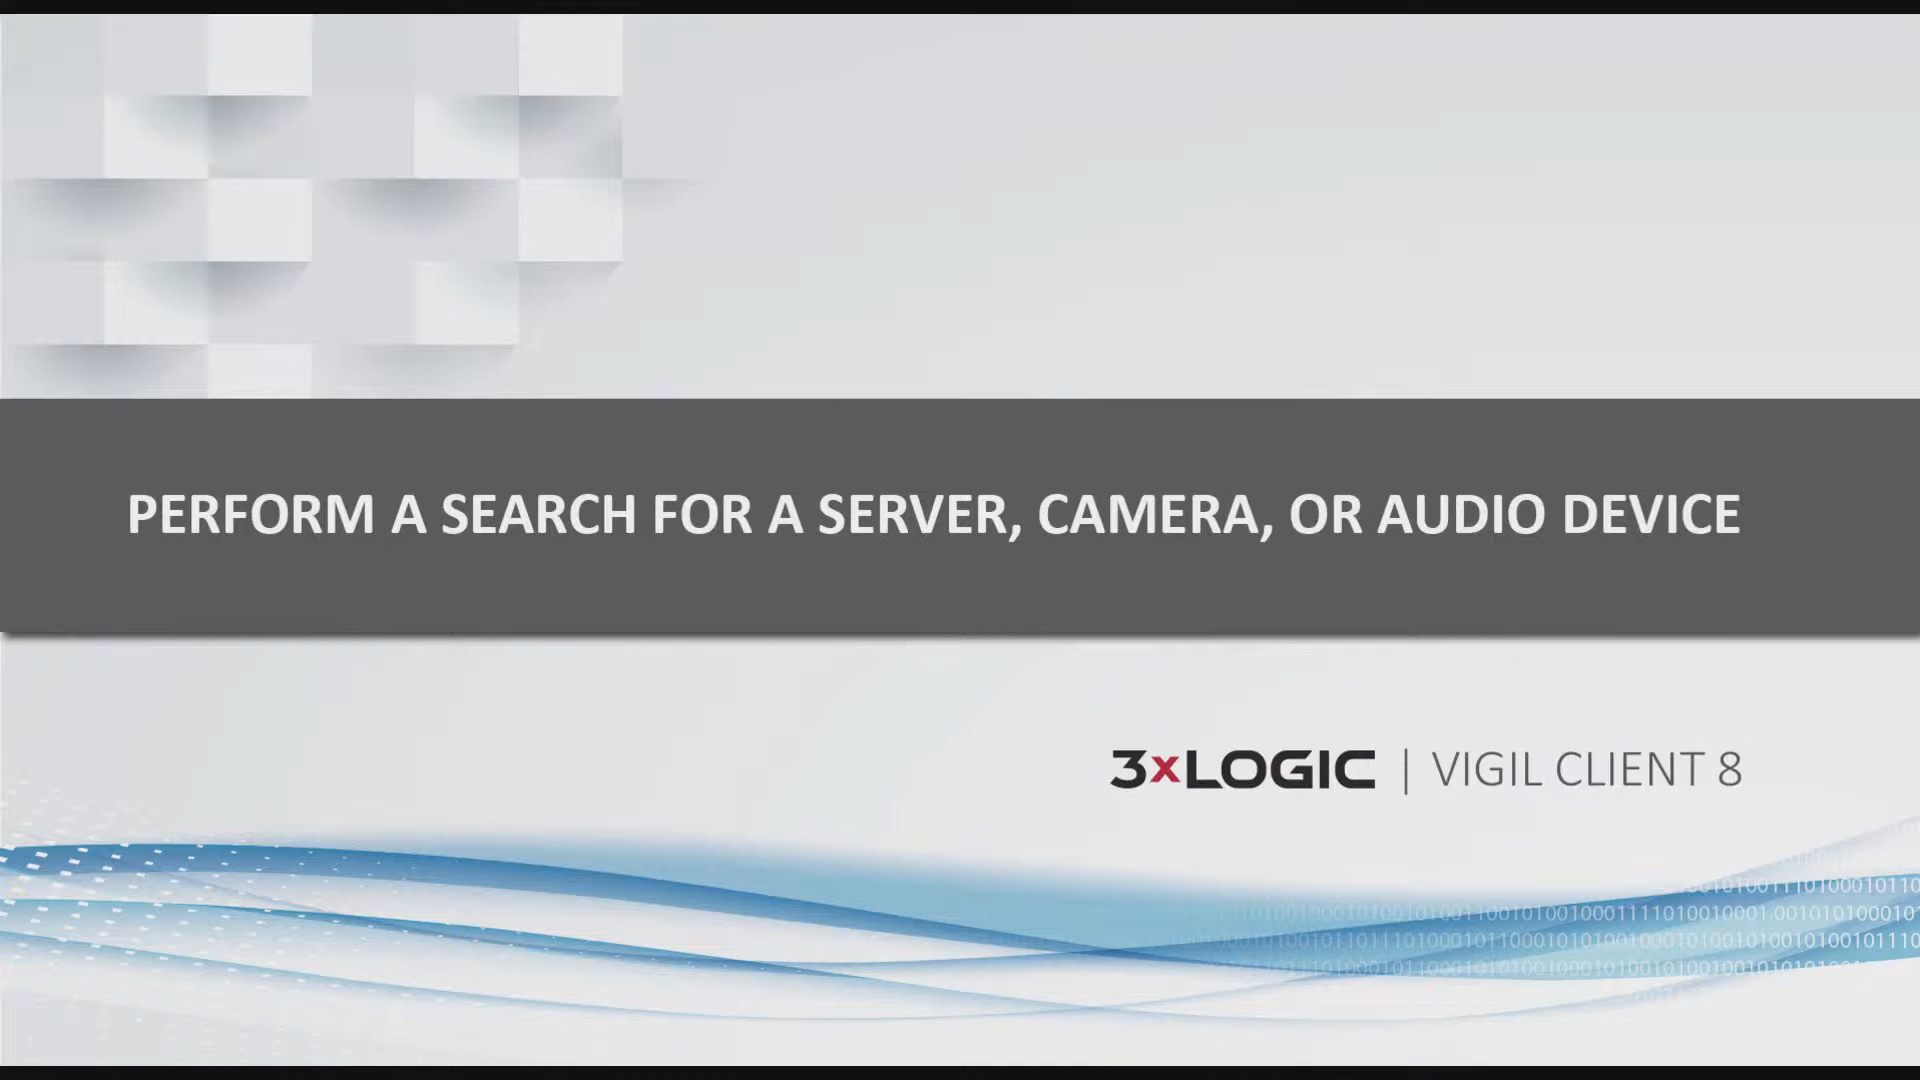 PERFORM A SEARCH FOR A SERVER, CAMERA, OR AUDIO DEVICE
3xLOGIC | VIGIL CLIENT 8